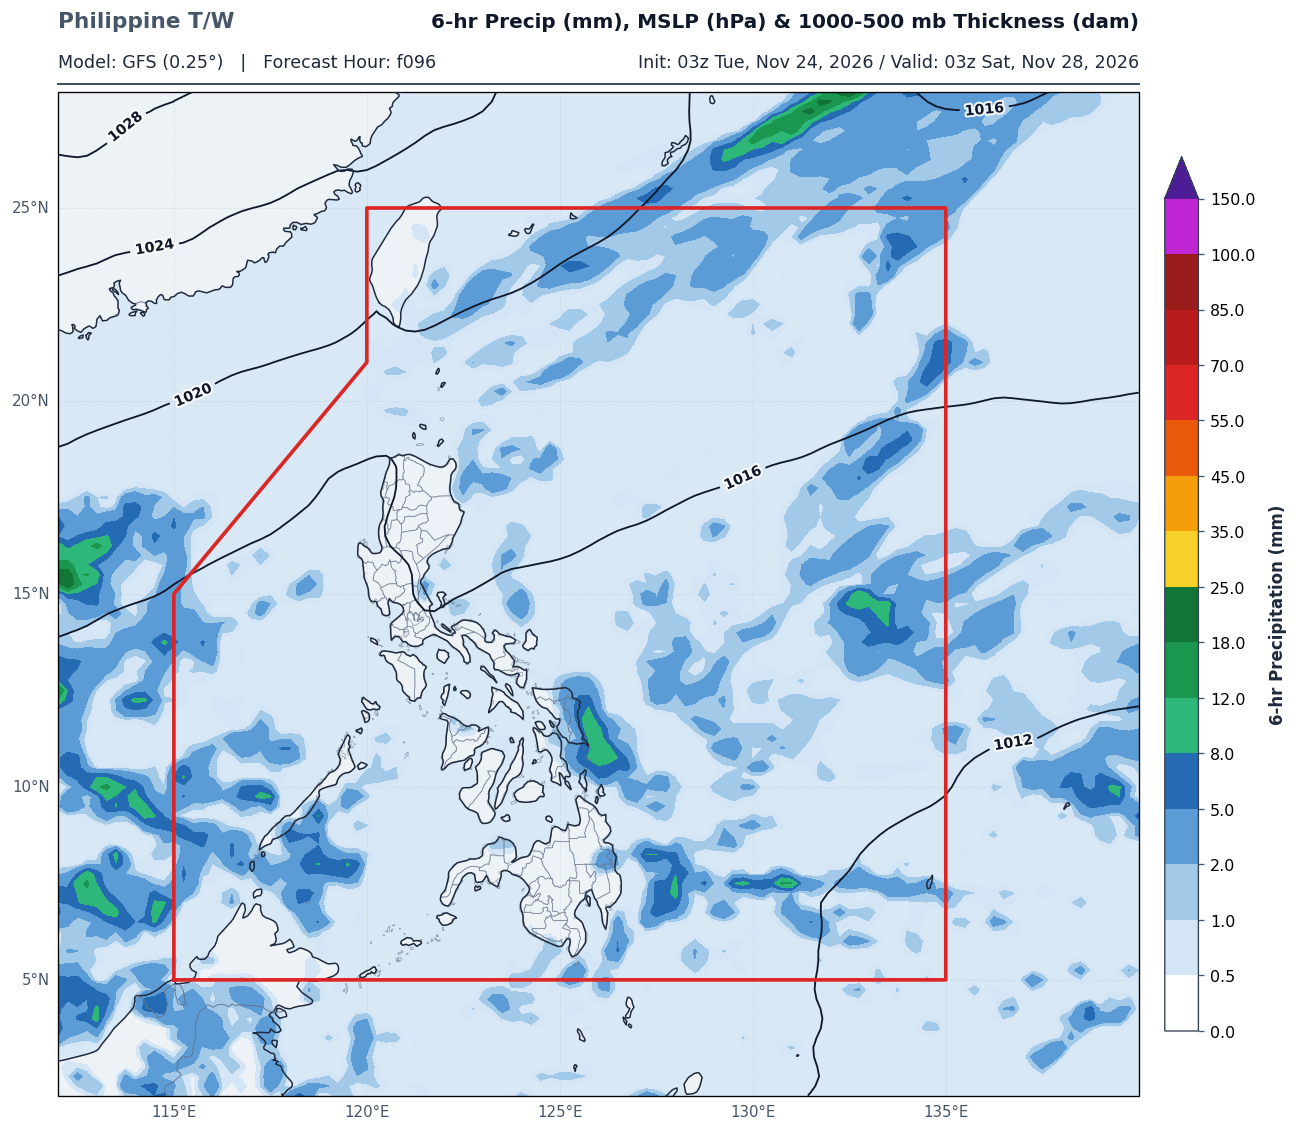 Philippine T/W
6-hr Precip (mm), MSLP (hPa) & 1000-500 mb Thickness (dam)
Model: GFS (0.25°) | Forecast Hour: f096
Init: 03z Tue, Nov 24, 2026 / Valid: 03z Sat, Nov 28, 2026
1028
1016
1024
1020
1016
1012
25°N
20°N
15°N
10°N
5°N
115°E
120°E
125°E
130°E
135°E
150.0
100.0
85.0
70.0
55.0
45.0
35.0
25.0
18.0
12.0
8.0
5.0
2.0
1.0
0.5
0.0
6-hr Precipitation (mm)